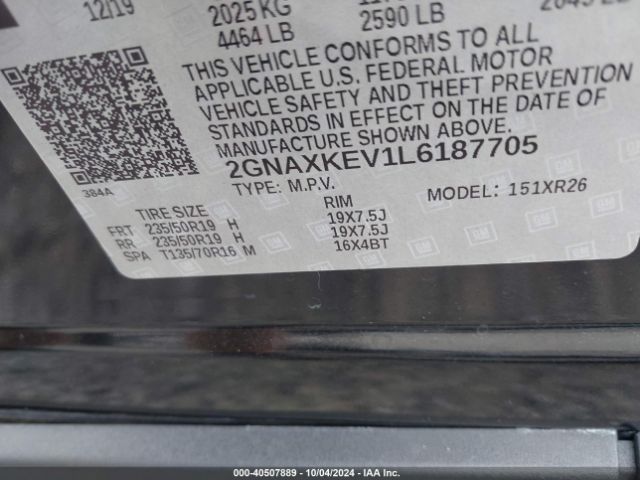 12/19 2025 KG
4464 LB 2590 LB
THIS VEHICLE CONFORMS TO ALL
APPLICABLE U.S. FEDERAL MOTOR
VEHICLE SAFETY AND THEFT PREVENTION
STANDARDS IN EFFECT ON THE DATE OF
MANUFACTURE SHOWN ABOVE.
2GNAXKEV1L6187705
384A
TYPE: M.P.V. MODEL: 151XR26
TIRE SIZE RIM
FRT 235/50R19 H 19X7.5J
RR 235/50R19 H 19X7.5J
SPA T135/70R16 M 16X4BT
GM
000-40507889 - 10/04/2024 - IAA Inc.